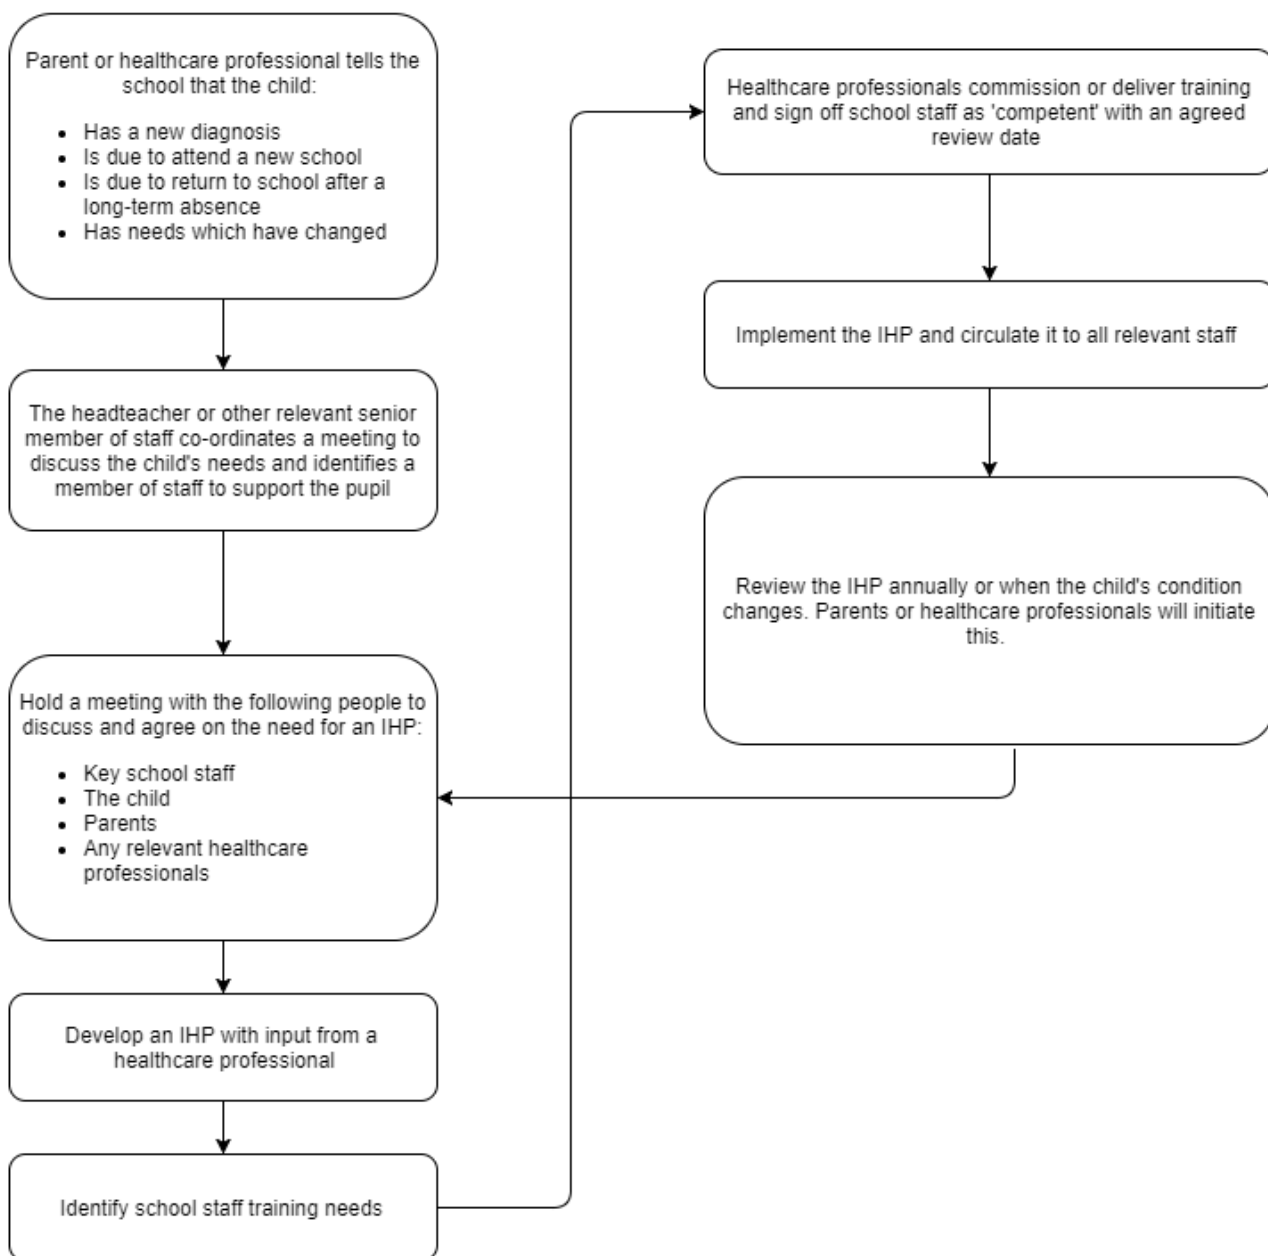 Parent or healthcare professional tells the
school that the child:
• Has a new diagnosis
• Is due to attend a new school
• Is due to return to school after a
long-term absence
• Has needs which have changed
The headteacher or other relevant senior
member of staff co-ordinates a meeting to
discuss the child's needs and identifies a
member of staff to support the pupil
Hold a meeting with the following people to
discuss and agree on the need for an IHP:
• Key school staff
• The child
• Parents
• Any relevant healthcare
professionals
Develop an IHP with input from a
healthcare professional
Identify school staff training needs
Healthcare professionals commission or deliver training
and sign off school staff as 'competent' with an agreed
review date
Implement the IHP and circulate it to all relevant staff
Review the IHP annually or when the child's condition
changes. Parents or healthcare professionals will initiate
this.